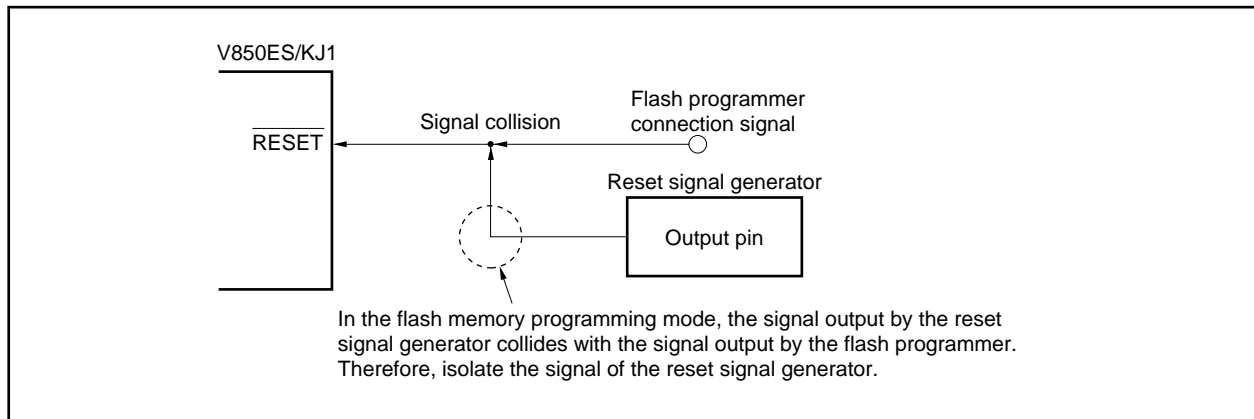 V850ES/KJ1
Flash programmer
connection signal
Signal collision
RESET
Reset signal generator
Output pin
In the flash memory programming mode, the signal output by the reset
signal generator collides with the signal output by the flash programmer.
Therefore, isolate the signal of the reset signal generator.